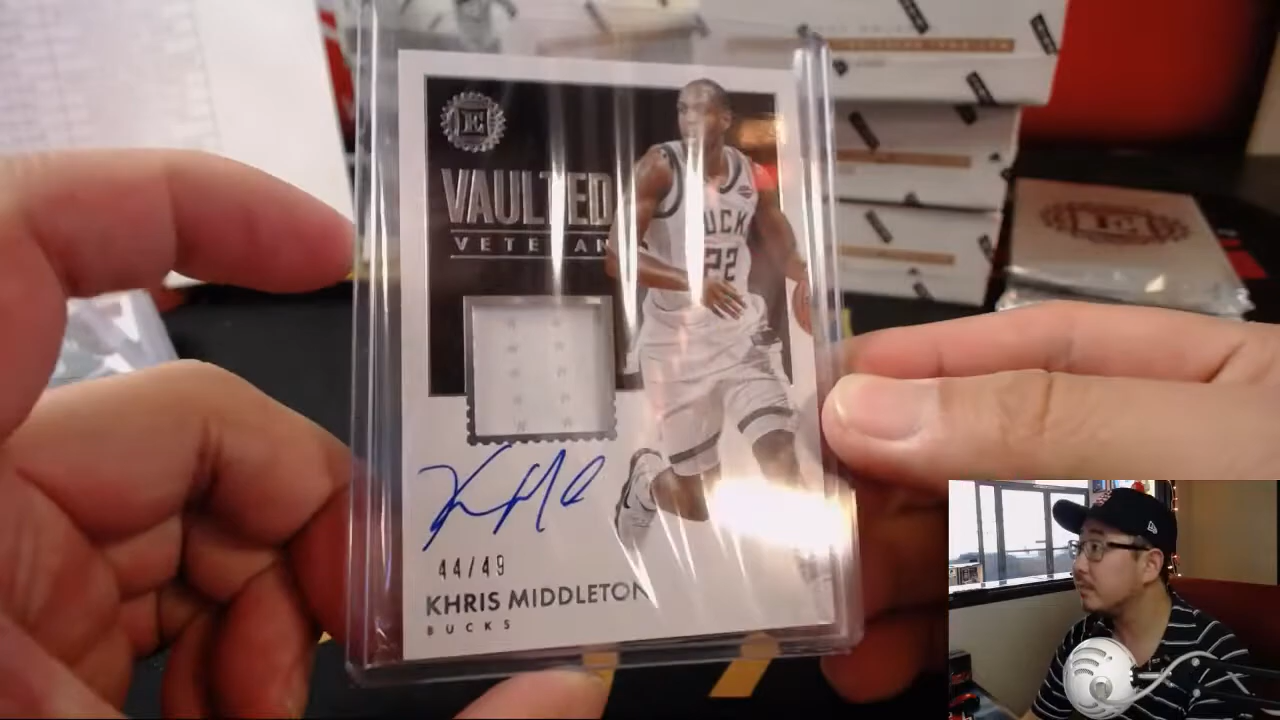 E
VAULTED
VETERAN
BUCKS
22
44/49
KHRIS MIDDLETON
BUCKS